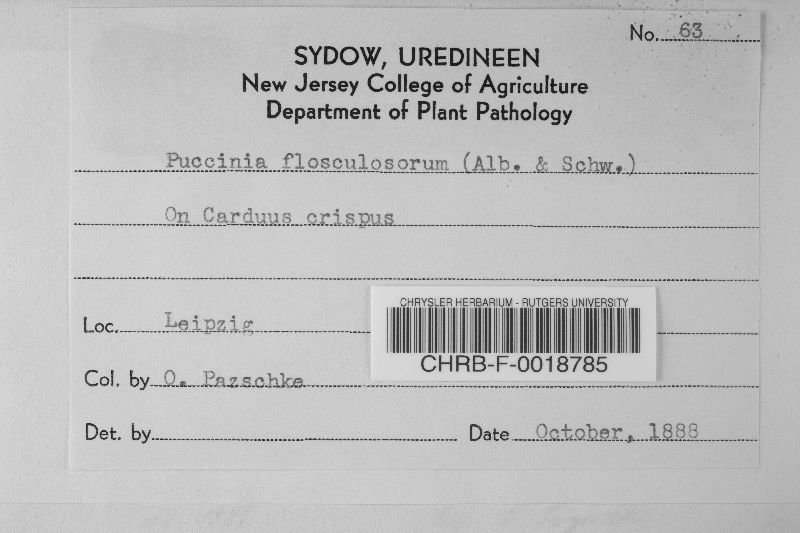 No. 63
SYDOW, UREDINEEN
New Jersey College of Agriculture
Department of Plant Pathology
Puccinia flosculosorum (Alb. & Schw.)
On Carduus crispus
Loc. Leipzig
CHRYSLER HERBARIUM - RUTGERS UNIVERSITY
CHRB-F-0018785
Col. by O. Pazschke
Det. by
Date October, 1888